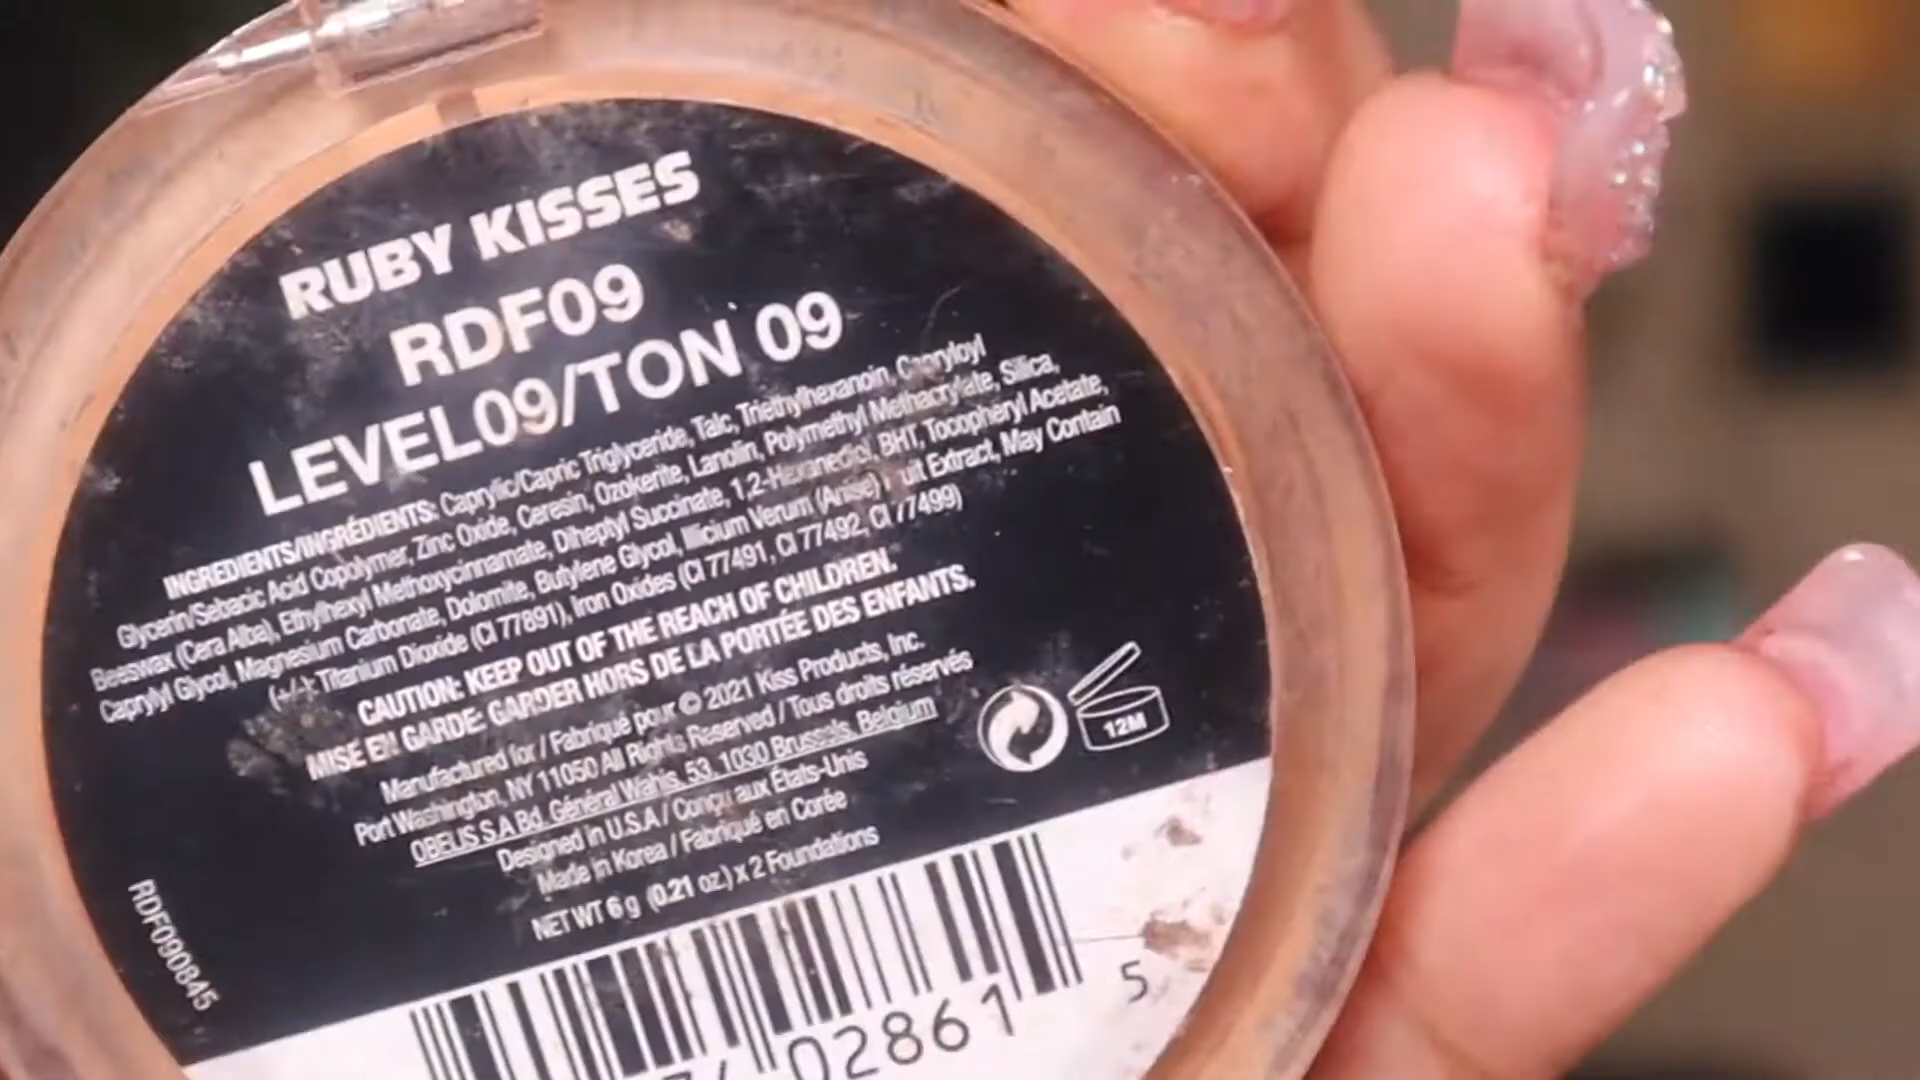 RUBY KISSES
RDF09
LEVEL09/TON 09
INGREDIENTS/INGRÉDIENTS: Caprylic/Capric Triglyceride, Talc, Triethylhexanoin, Capryloyl
Glycerin/Sebacic Acid Copolymer, Zinc Oxide, Ceresin, Ozokerite, Lanolin, Polymethyl Methacrylate, Silica,
Beeswax (Cera Alba), Ethylhexyl Methoxycinnamate, Diheptyl Succinate, 1,2-Hexanediol, BHT, Tocopheryl Acetate,
Caprylyl Glycol, Magnesium Carbonate, Dolomite, Butylene Glycol, Illicium Verum (Anise) Fruit Extract, May Contain
(+/-): Titanium Dioxide (CI 77891), Iron Oxides (CI 77491, CI 77492, CI 77499)
CAUTION: KEEP OUT OF THE REACH OF CHILDREN.
MISE EN GARDE: GARDER HORS DE LA PORTÉE DES ENFANTS.
Manufactured for / Fabriqué pour © 2021 Kiss Products, Inc.
Port Washington, NY 11050 All Rights Reserved / Tous droits réservés
OBELIS S.A Bd. Général Wahis, 53, 1030 Brussels, Belgium
Designed in U.S.A / Conçu aux États-Unis
Made in Korea / Fabriqué en Corée
NET WT 6 g (0.21 oz.) x 2 Foundations
12M
RDF090845
02861 5